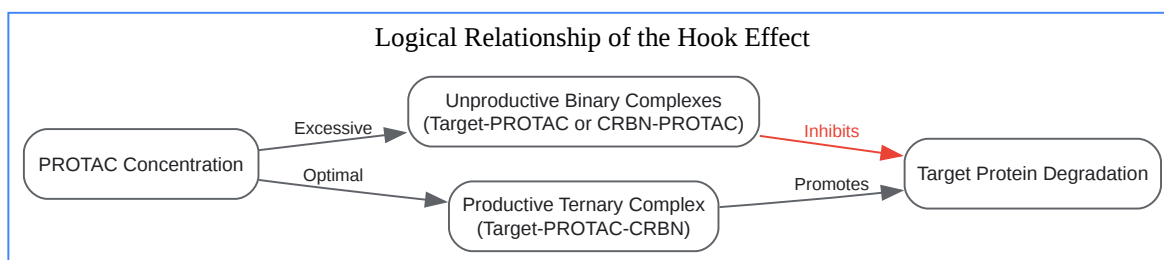 Logical Relationship of the Hook Effect
PROTAC Concentration
Excessive
Optimal
Unproductive Binary Complexes
(Target-PROTAC or CRBN-PROTAC)
Productive Ternary Complex
(Target-PROTAC-CRBN)
Inhibits
Promotes
Target Protein Degradation